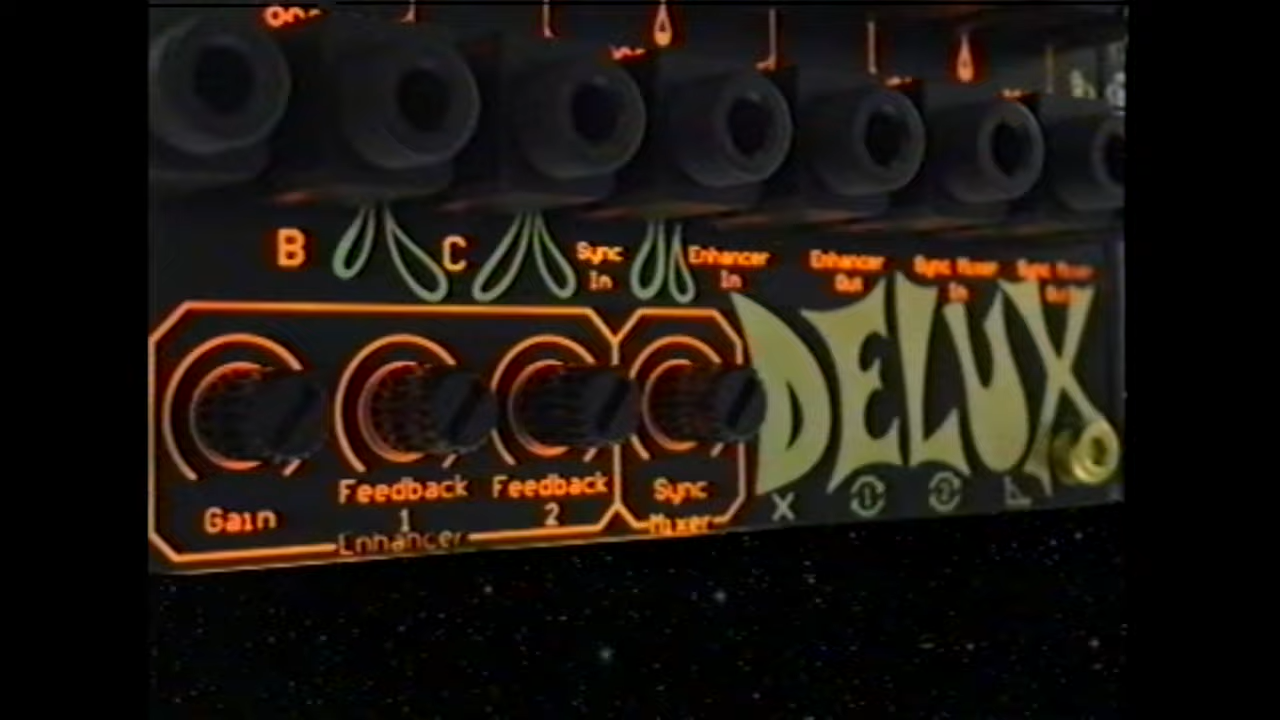 B
C
Sync
In
Enhancer
In
Enhancer
Out
Sync Mixer
In
Sync Mixer
Out
DELUX
Gain
Feedback
1
Feedback
2
Sync
Mixer
Enhancer
X